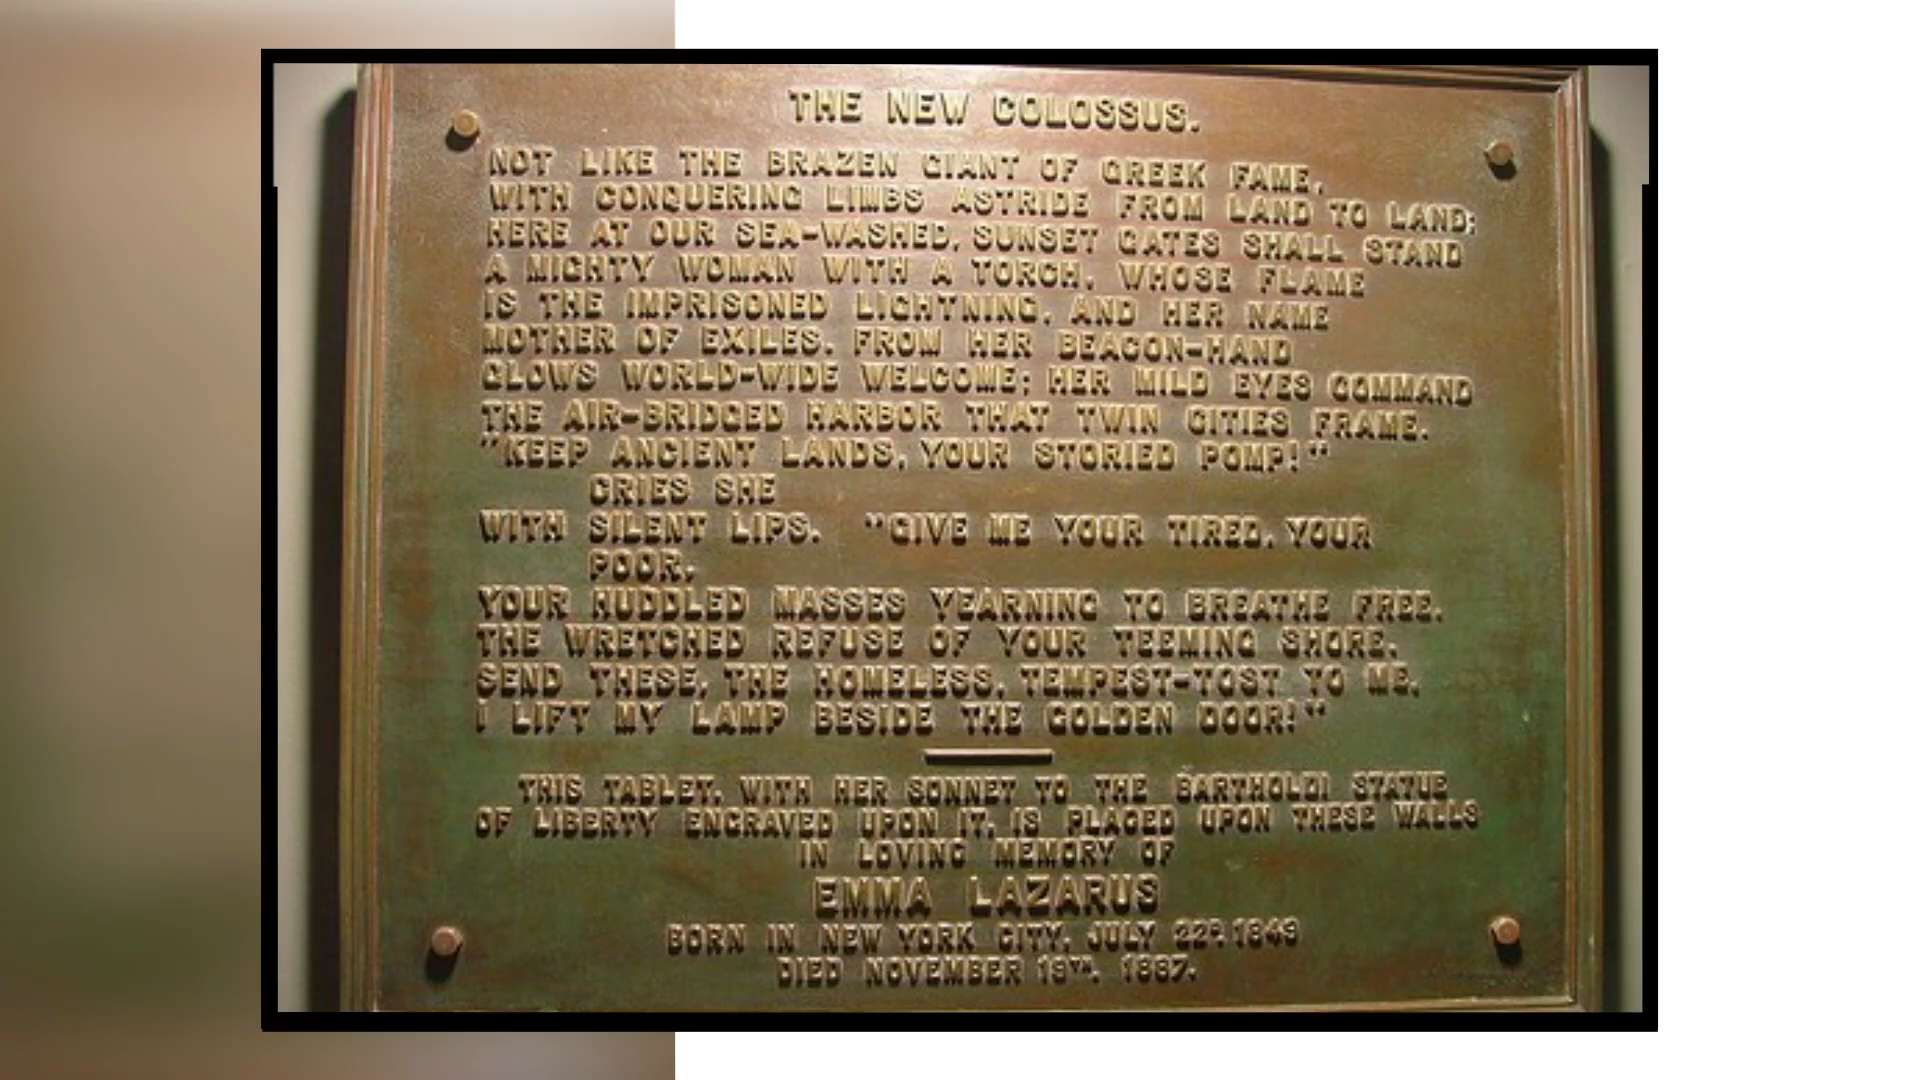 THE NEW COLOSSUS.
NOT LIKE THE BRAZEN GIANT OF GREEK FAME,
WITH CONQUERING LIMBS ASTRIDE FROM LAND TO LAND;
HERE AT OUR SEA-WASHED, SUNSET GATES SHALL STAND
A MIGHTY WOMAN WITH A TORCH, WHOSE FLAME
IS THE IMPRISONED LIGHTNING, AND HER NAME
MOTHER OF EXILES. FROM HER BEACON-HAND
GLOWS WORLD-WIDE WELCOME; HER MILD EYES COMMAND
THE AIR-BRIDGED HARBOR THAT TWIN CITIES FRAME.
"KEEP ANCIENT LANDS, YOUR STORIED POMP!"
CRIES SHE
WITH SILENT LIPS. "GIVE ME YOUR TIRED, YOUR
POOR,
YOUR HUDDLED MASSES YEARNING TO BREATHE FREE,
THE WRETCHED REFUSE OF YOUR TEEMING SHORE,
SEND THESE, THE HOMELESS, TEMPEST-TOST TO ME,
I LIFT MY LAMP BESIDE THE GOLDEN DOOR!"
THIS TABLET, WITH HER SONNET TO THE BARTHOLDI STATUE
OF LIBERTY ENGRAVED UPON IT, IS PLACED UPON THESE WALLS
IN LOVING MEMORY OF
EMMA LAZARUS
BORN IN NEW YORK CITY, JULY 22D, 1849
DIED NOVEMBER 19TH, 1887.